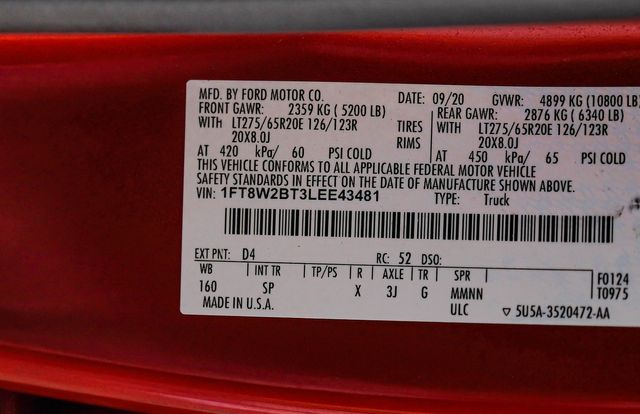 MFD. BY FORD MOTOR CO. DATE: 09/20 GVWR: 4899 KG (10800 LB)
FRONT GAWR: 2359 KG ( 5200 LB) REAR GAWR: 2876 KG ( 6340 LB)
WITH LT275/65R20E 126/123R TIRES WITH LT275/65R20E 126/123R
20X8.0J RIMS 20X8.0J
AT 420 kPa/ 60 PSI COLD AT 450 kPa/ 65 PSI COLD
THIS VEHICLE CONFORMS TO ALL APPLICABLE FEDERAL MOTOR VEHICLE
SAFETY STANDARDS IN EFFECT ON THE DATE OF MANUFACTURE SHOWN ABOVE.
VIN: 1FT8W2BT3LEE43481 TYPE: Truck
EXT PNT: D4 RC: 52 DSO:
WB INT TR TP/PS R AXLE TR SPR F0124
160 SP X 3J G MMNN T0975
MADE IN U.S.A. ULC ▽ 5U5A-3520472-AA